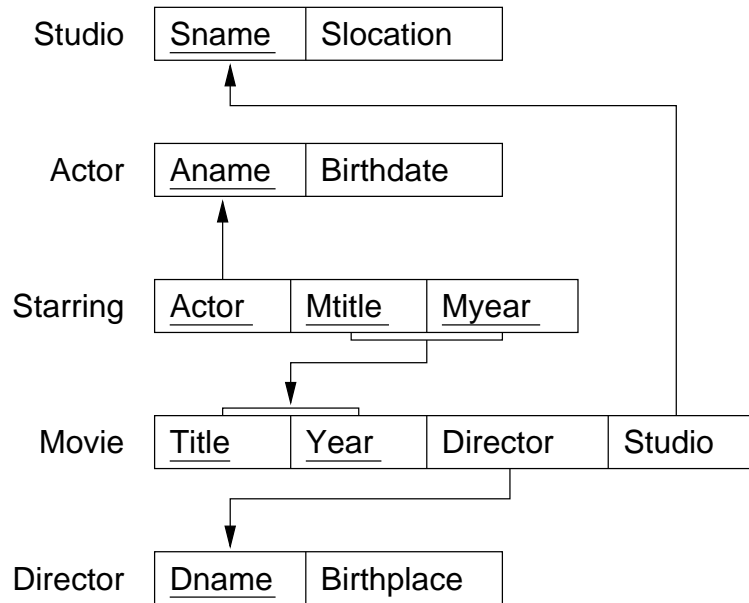 Studio Sname Slocation
Actor Aname Birthdate
Starring Actor Mtitle Myear
Movie Title Year Director Studio
Director Dname Birthplace